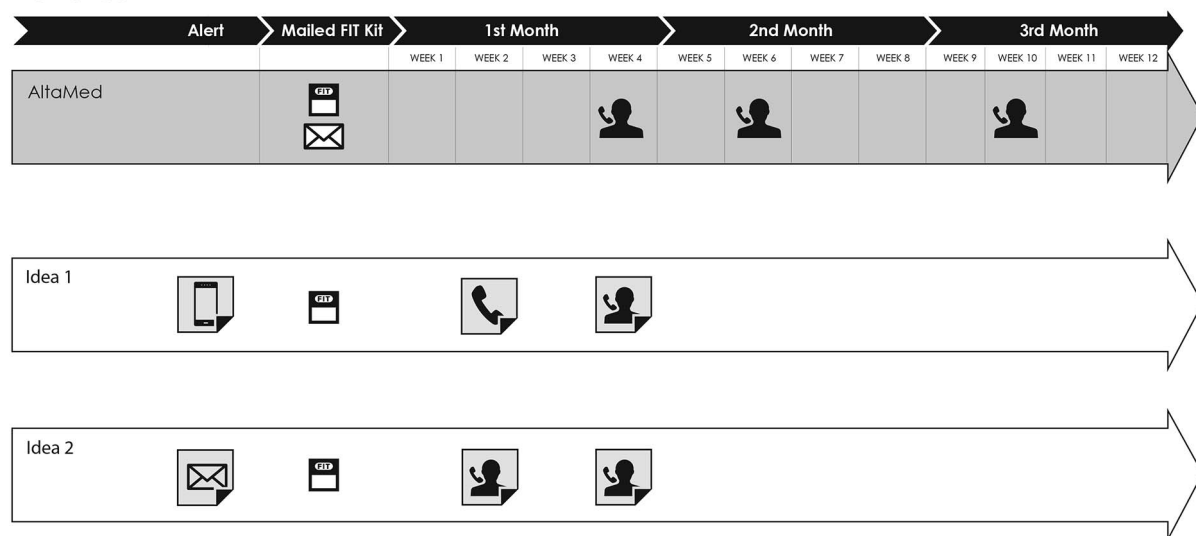 Alert Mailed FIT Kit 1st Month 2nd Month 3rd Month
WEEK 1 WEEK 2 WEEK 3 WEEK 4 WEEK 5 WEEK 6 WEEK 7 WEEK 8 WEEK 9 WEEK 10 WEEK 11 WEEK 12
AltaMed
FIT
Idea 1
FIT
Idea 2
FIT